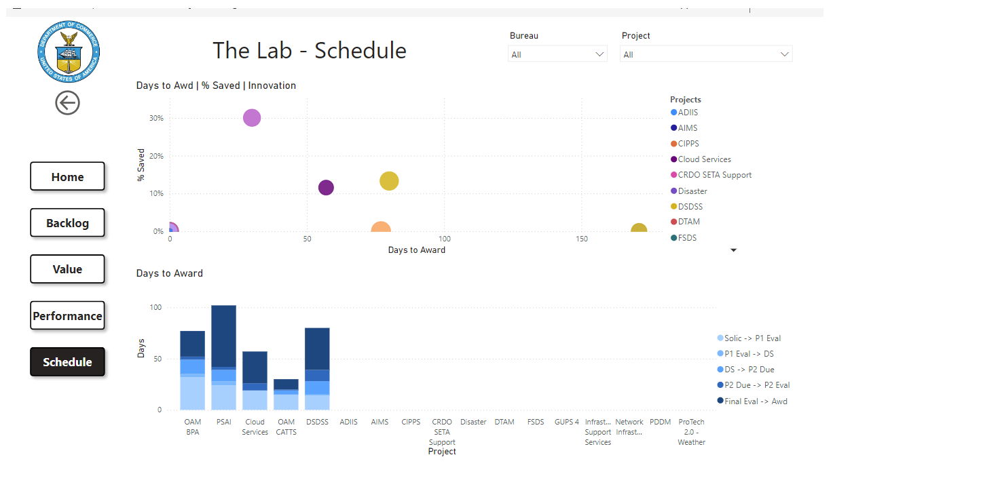 DEPARTMENT OF COMMERCE
UNITED STATES OF AMERICA
The Lab - Schedule
Bureau
All
Project
All
Home
Backlog
Value
Performance
Schedule
Days to Awd | % Saved | Innovation
% Saved
30%
20%
10%
0%
0
50
100
150
Days to Award
Projects
ADIIS
AIMS
CIPPS
Cloud Services
CRDO SETA Support
Disaster
DSDSS
DTAM
FSDS
Days to Award
Days
100
50
0
OAM
BPA
PSAI
Cloud
Services
OAM
CATTS
DSDSS
ADIIS
AIMS
CIPPS
CRDO
SETA
Support
Disaster
DTAM
FSDS
GUPS 4
Infrast...
Support
Services
Network
Infrast...
PDDM
ProTech
2.0 -
Weather
Project
Solic -> P1 Eval
P1 Eval -> DS
DS -> P2 Due
P2 Due -> P2 Eval
Final Eval -> Awd